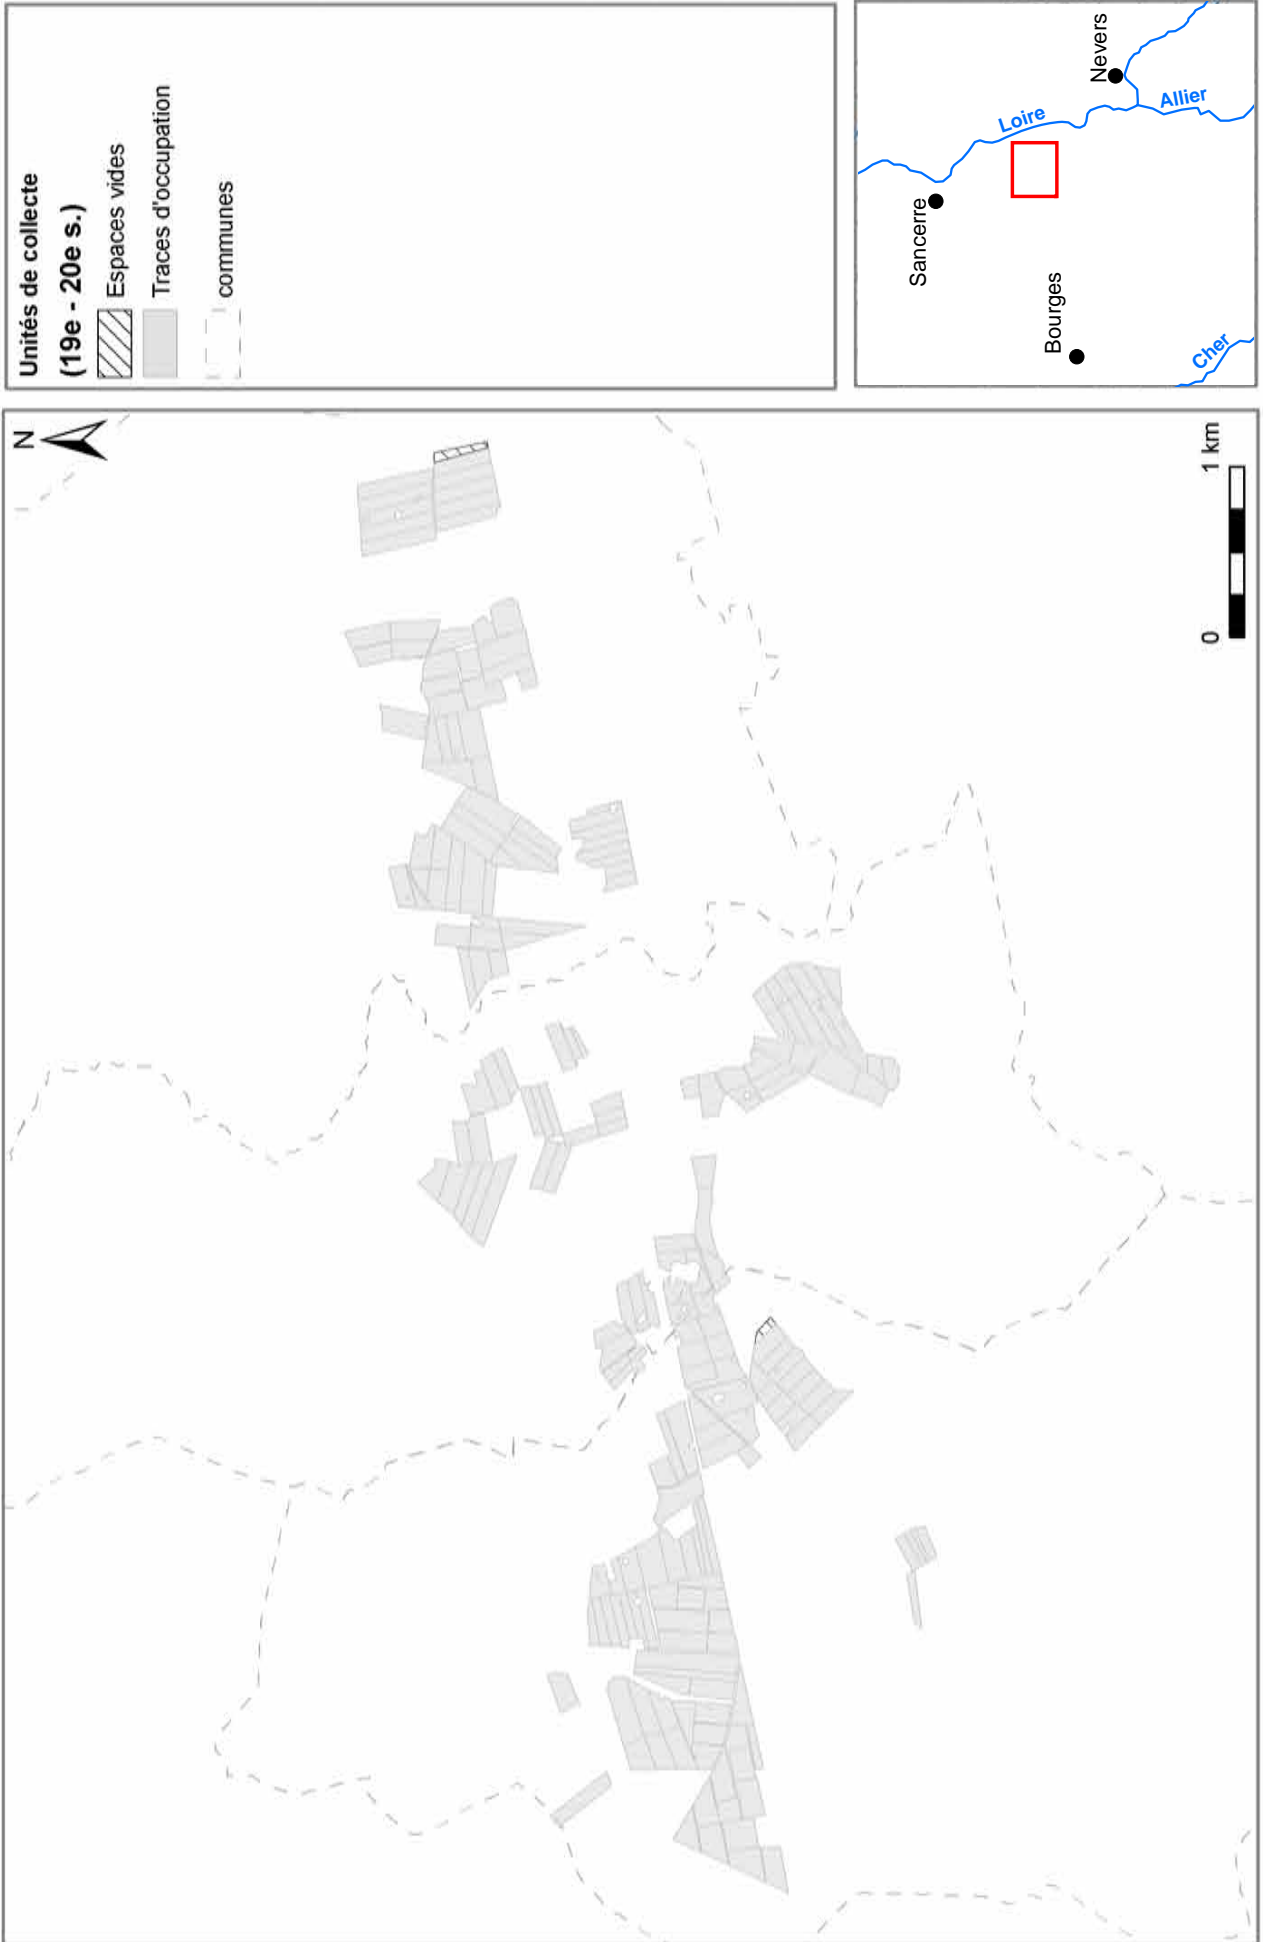 Unités de collecte
(19e - 20e s.)
Espaces vides
Traces d'occupation
communes
Nevers
Loire
Allier
Sancerre
Bourges
Cher
N
0
1 km